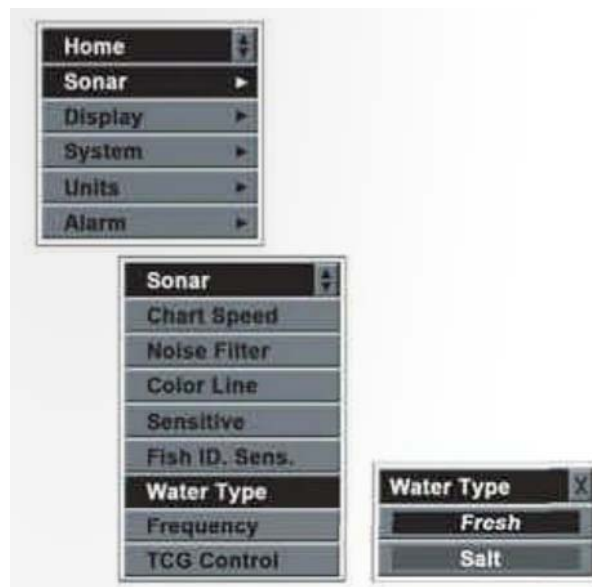 Home
Sonar
Display
System
Units
Alarm
Sonar
Chart Speed
Noise Filter
Color Line
Sensitive
Fish ID. Sens.
Water Type
Frequency
TCG Control
Water Type X
Fresh
Salt